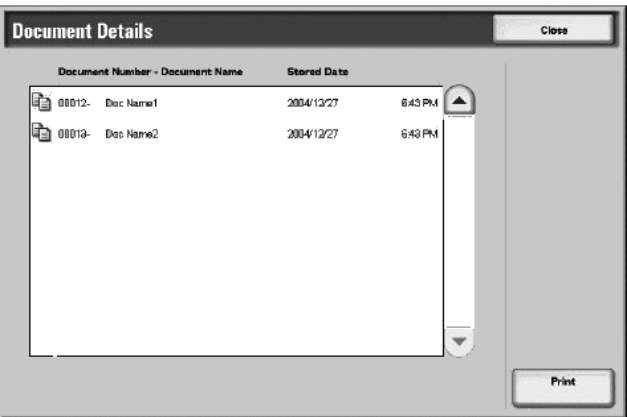 Document Details
Close
Document Number - Document Name Stored Date
00012- Doc Name1 2004/12/27 6:43 PM
00013- Doc Name2 2004/12/27 6:43 PM
Print